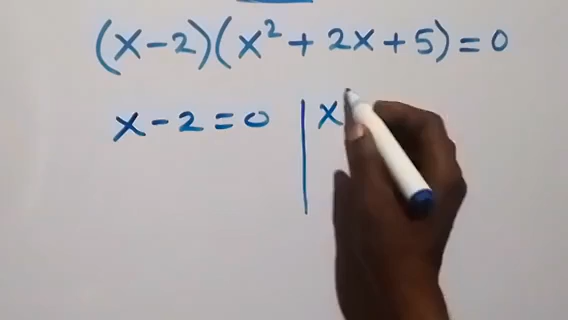 (x-2)(x² + 2x + 5) = 0
x - 2 = 0 | x